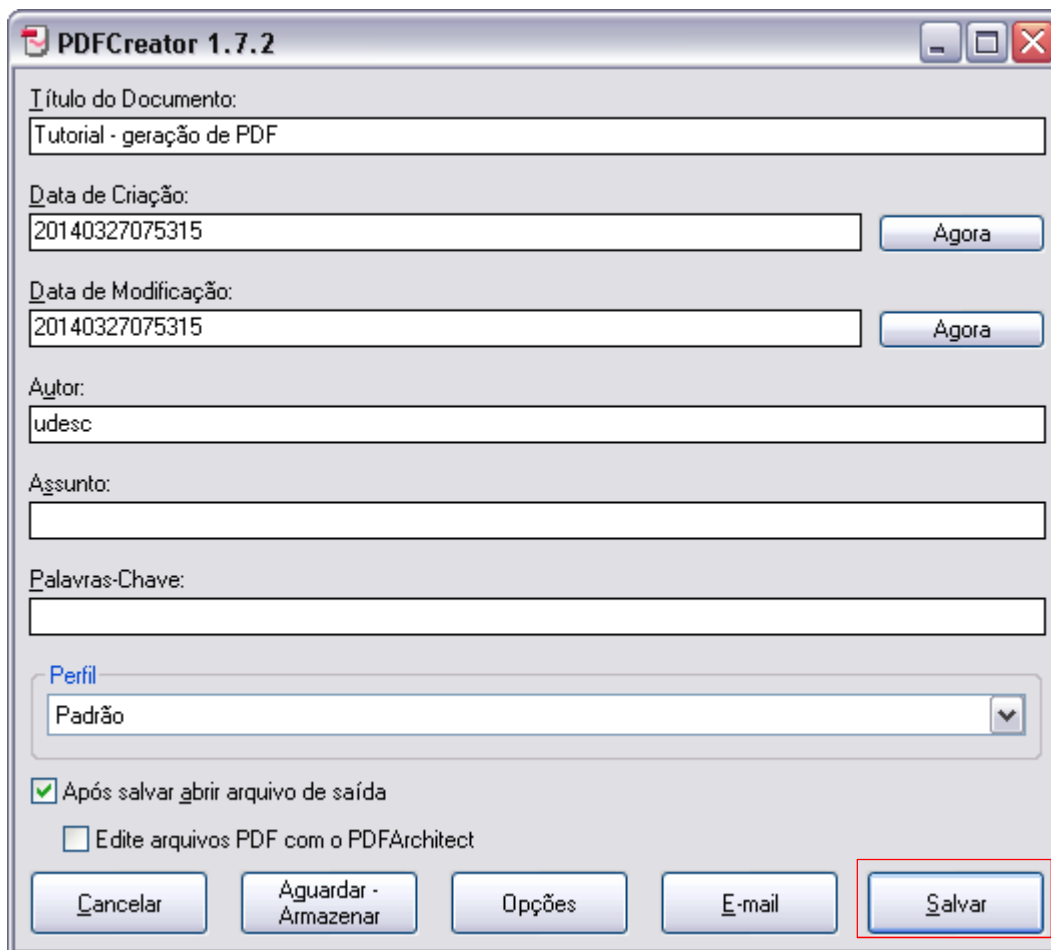 PDFCreator 1.7.2
Título do Documento:
Tutorial - geração de PDF
Data de Criação:
20140327075315
Agora
Data de Modificação:
20140327075315
Agora
Autor:
udesc
Assunto:
Palavras-Chave:
Perfil
Padrão
Após salvar abrir arquivo de saída
Edite arquivos PDF com o PDFArchitect
Cancelar
Aguardar -
Armazenar
Opções
E-mail
Salvar